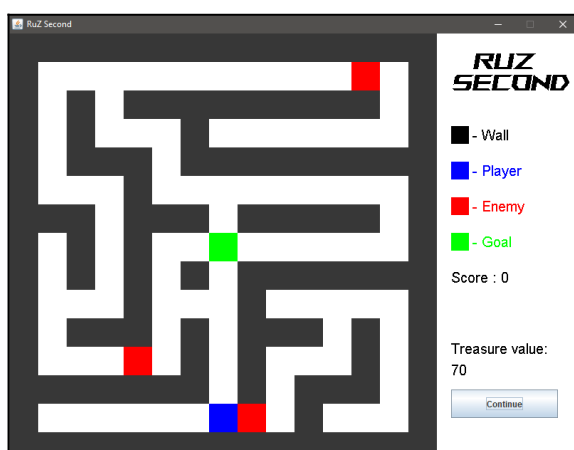 RuZ Second
RUZ
SECOND
- Wall
- Player
- Enemy
- Goal
Score : 0
Treasure value:
70
Continue